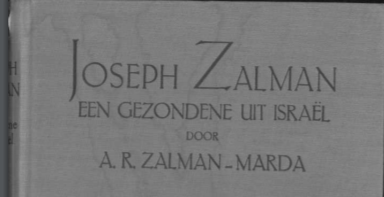 JOSEPH ZALMAN
EEN GEZONDENE UIT ISRAËL
DOOR
A. R. ZALMAN-MARDA